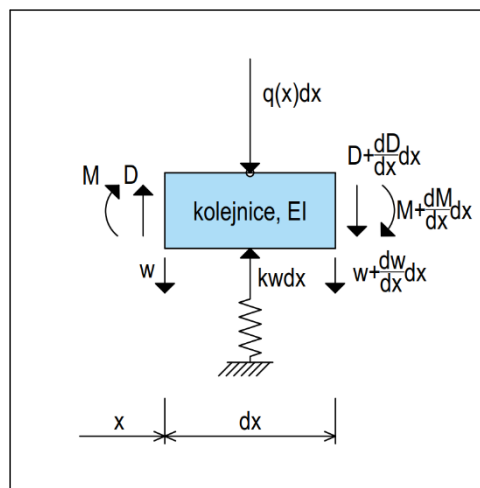 q(x)dx
D+dD/dx dx
M D
M+dM/dx dx
kolejnice, EI
w kwdx w+dw/dx dx
x dx